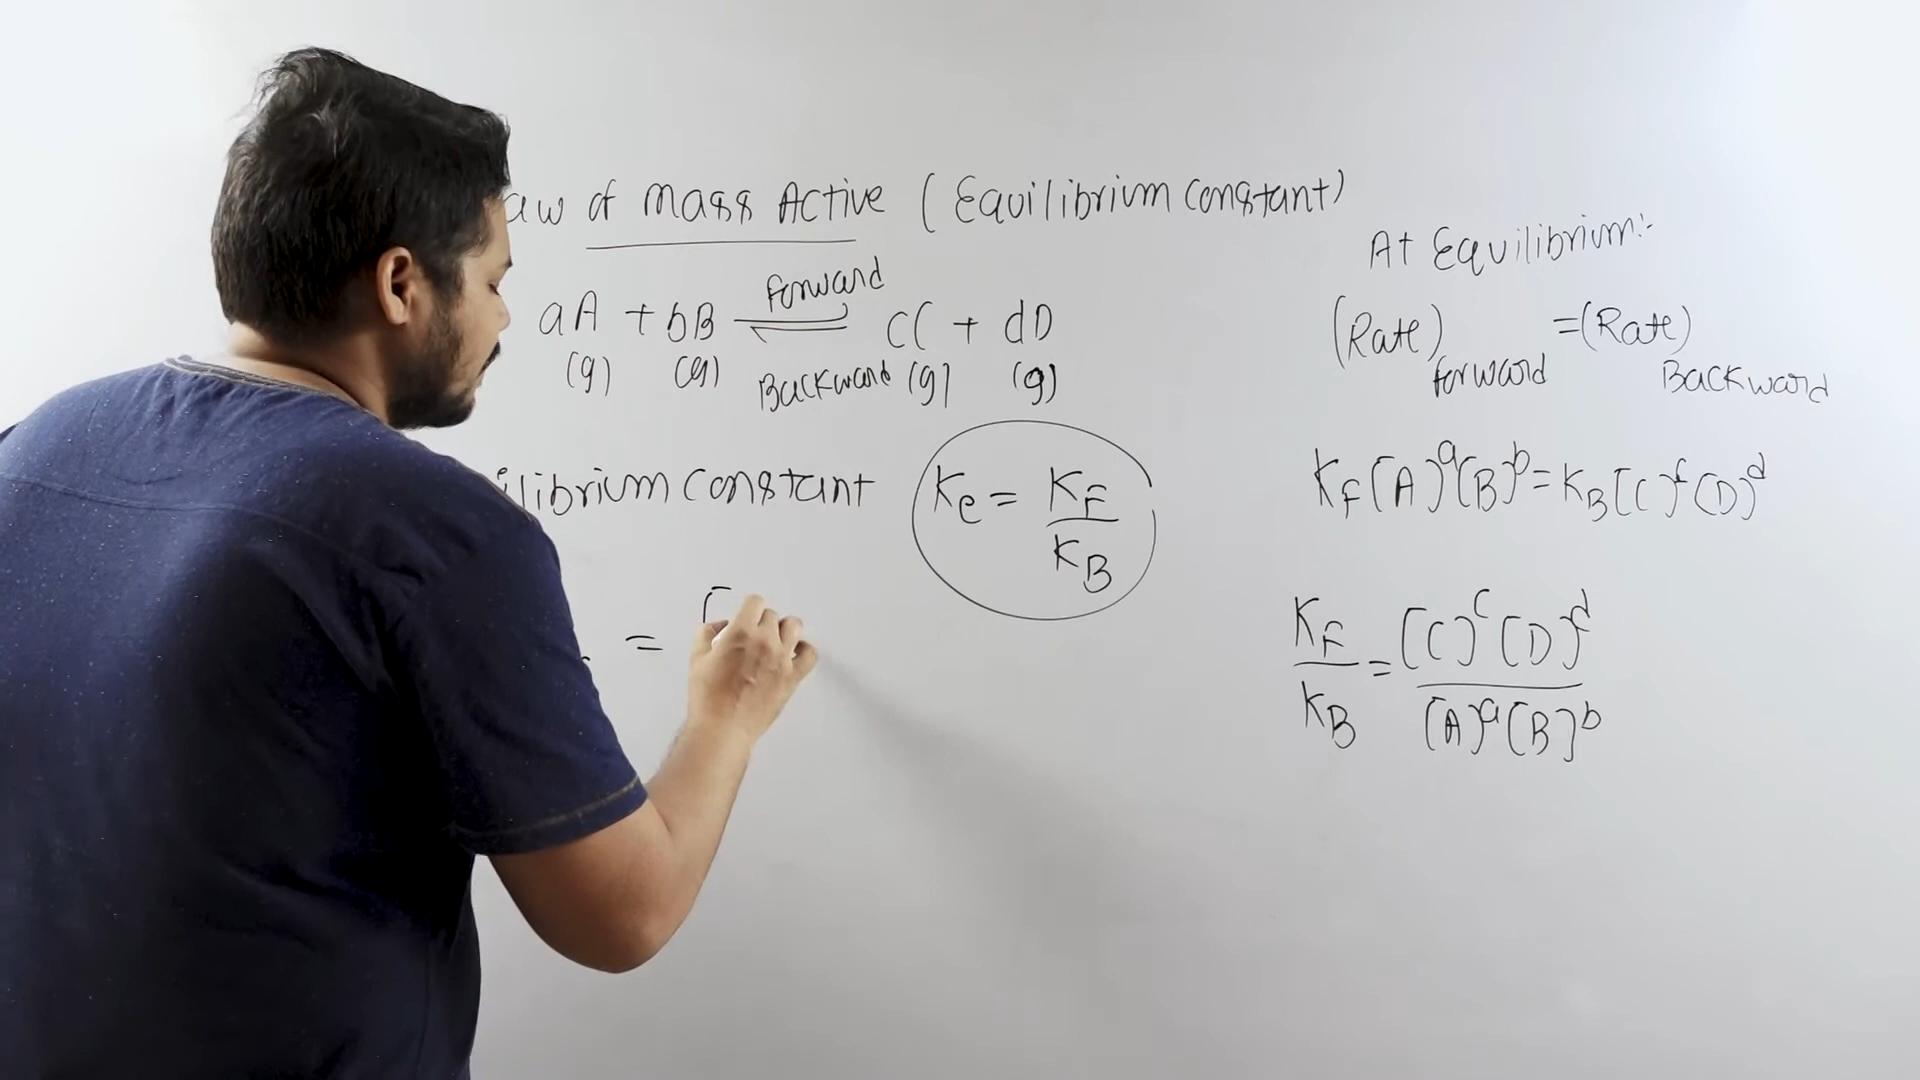 aw of Mass Active (Equilibrium Constant)
aA + bB ⇌ cC + dD
forward
(g) (g) Backward (g) (g)
ilibrium Constant Ke = KF / KB
= [
At Equilibrium:-
(Rate)forward = (Rate)Backward
KF[A]^a[B]^b = KB[C]^c[D]^d
KF / KB = [C]^c[D]^d / [A]^a[B]^b